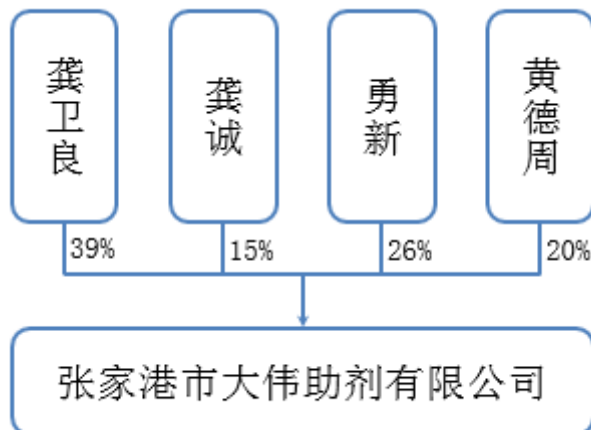 龚卫良
龚诚
勇新
黄德周
39%
15%
26%
20%
张家港市大伟助剂有限公司